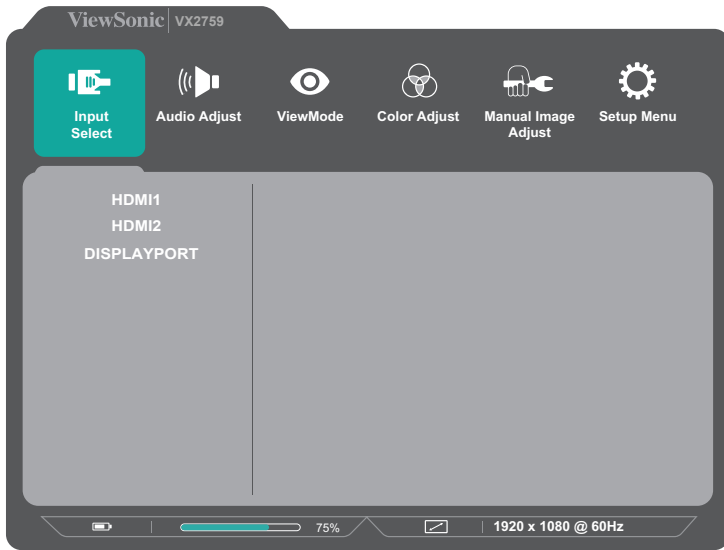 ViewSonic VX2759
Input Select
Audio Adjust
ViewMode
Color Adjust
Manual Image Adjust
Setup Menu
HDMI1
HDMI2
DISPLAYPORT
75%
1920 x 1080 @ 60Hz